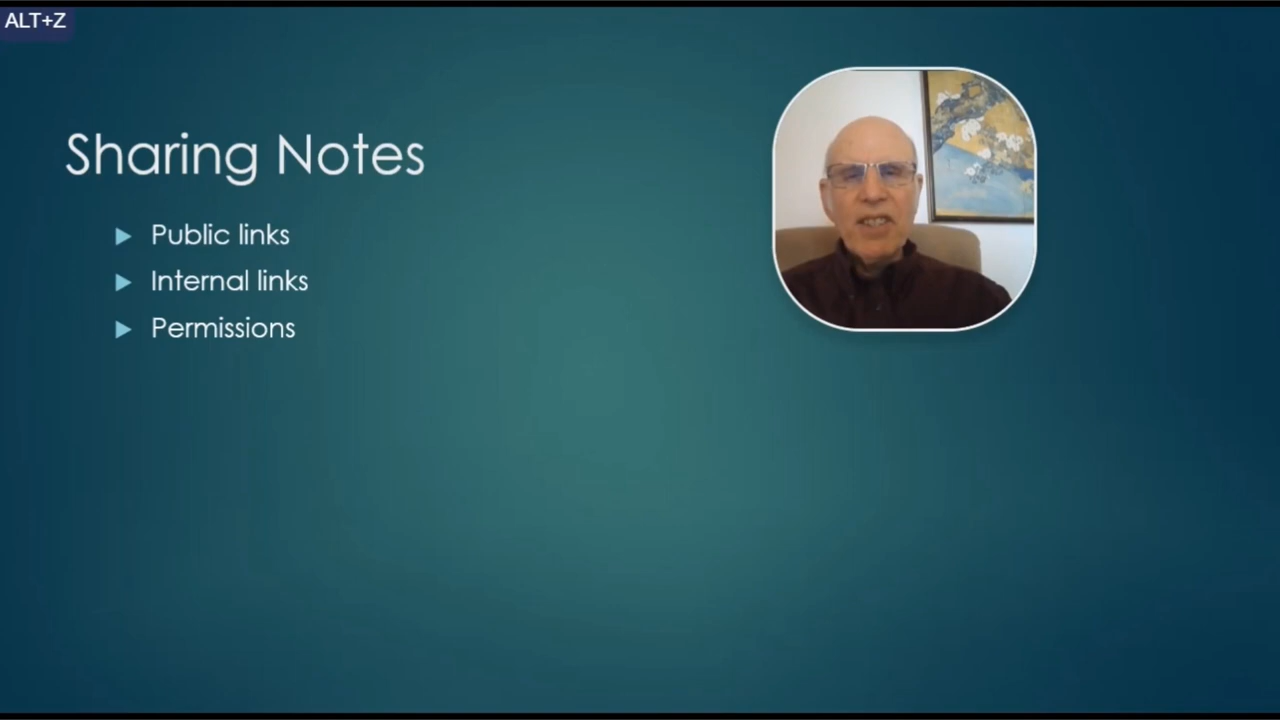 ALT+Z
Sharing Notes
Public links
Internal links
Permissions